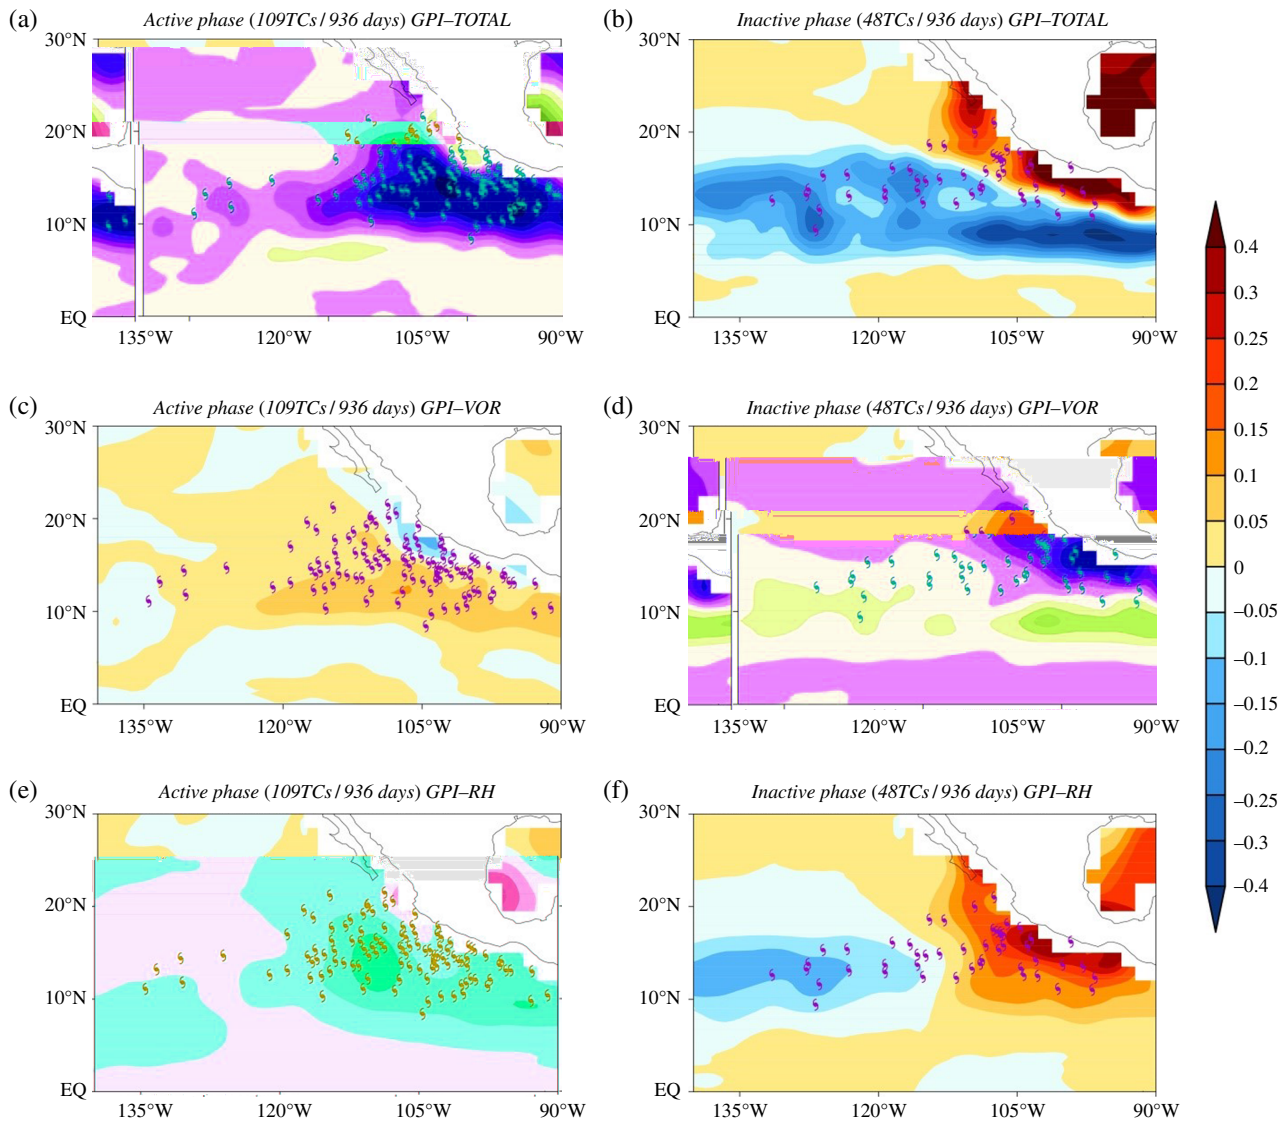 (a) Active phase (109TCs / 936 days) GPI–TOTAL
30°N
20°N
10°N
EQ
135°W 120°W 105°W 90°W
(b) Inactive phase (48TCs / 936 days) GPI–TOTAL
30°N
20°N
10°N
EQ
135°W 120°W 105°W 90°W
(c) Active phase (109TCs / 936 days) GPI–VOR
30°N
20°N
10°N
EQ
135°W 120°W 105°W 90°W
(d) Inactive phase (48TCs / 936 days) GPI–VOR
30°N
20°N
10°N
EQ
135°W 120°W 105°W 90°W
(e) Active phase (109TCs / 936 days) GPI–RH
30°N
20°N
10°N
EQ
135°W 120°W 105°W 90°W
(f) Inactive phase (48TCs / 936 days) GPI–RH
30°N
20°N
10°N
EQ
135°W 120°W 105°W 90°W
0.4
0.3
0.25
0.2
0.15
0.1
0.05
0
–0.05
–0.1
–0.15
–0.2
–0.25
–0.3
–0.4